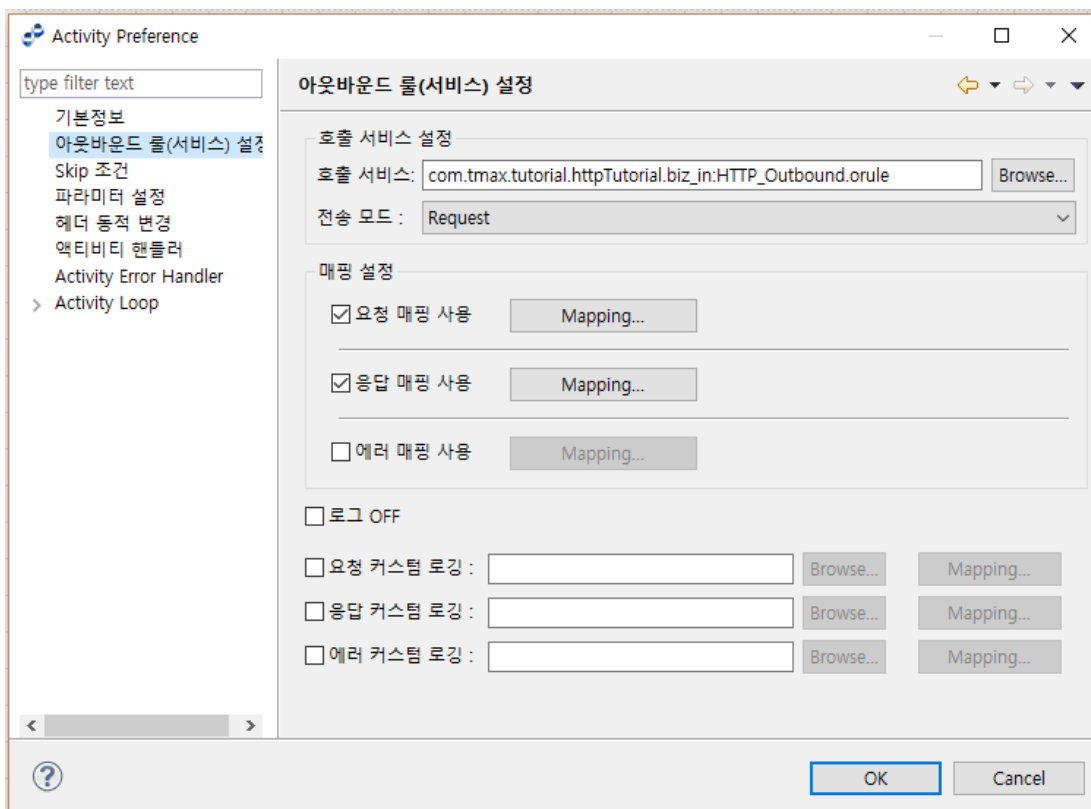 Activity Preference
type filter text
기본정보
아웃바운드 룰(서비스) 설정
Skip 조건
파라미터 설정
헤더 동적 변경
액티비티 핸들러
Activity Error Handler
Activity Loop
아웃바운드 룰(서비스) 설정
호출 서비스 설정
호출 서비스: com.tmax.tutorial.httpTutorial.biz_in:HTTP_Outbound.orule Browse...
전송 모드 : Request
매핑 설정
요청 매핑 사용 Mapping...
응답 매핑 사용 Mapping...
에러 매핑 사용 Mapping...
로그 OFF
요청 커스텀 로깅 : Browse... Mapping...
응답 커스텀 로깅 : Browse... Mapping...
에러 커스텀 로깅 : Browse... Mapping...
OK Cancel